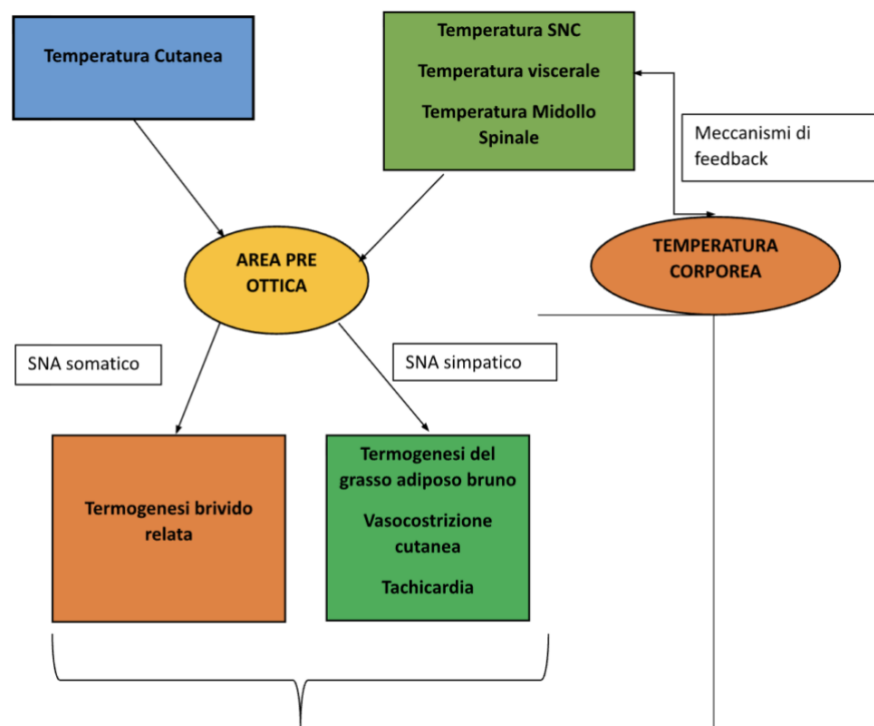 Temperatura Cutanea
Temperatura SNC
Temperatura viscerale
Temperatura Midollo
Spinale
Meccanismi di
feedback
AREA PRE
OTTICA
TEMPERATURA
CORPOREA
SNA somatico
SNA simpatico
Termogenesi brivido
relata
Termogenesi del
grasso adiposo bruno
Vasocostrizione
cutanea
Tachicardia